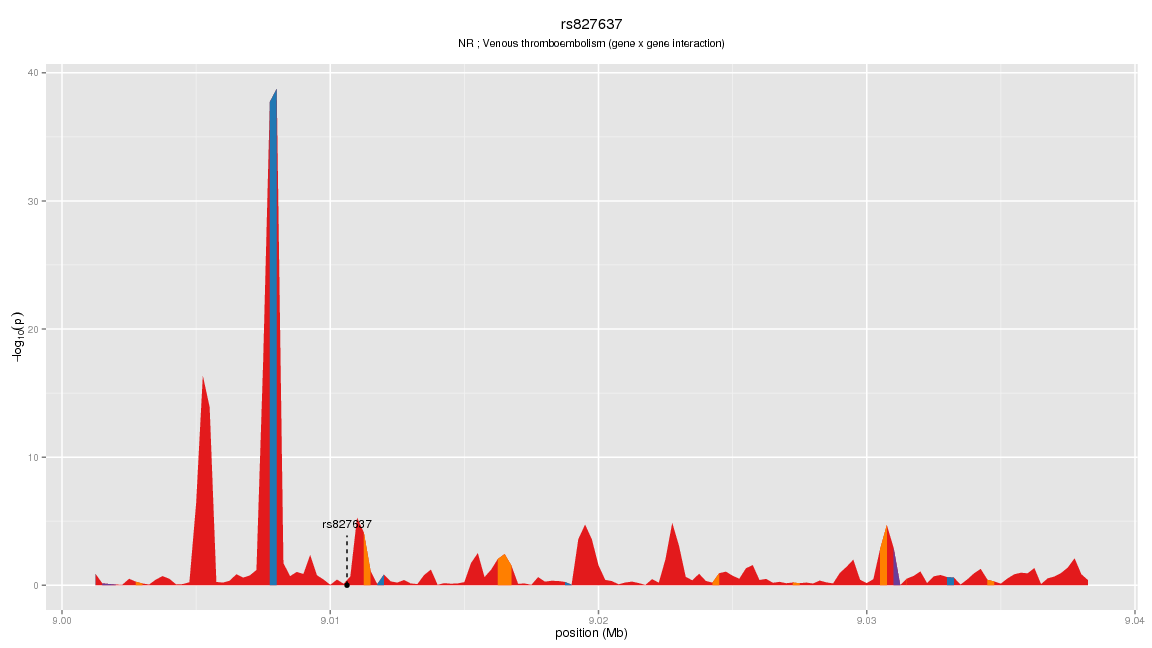 rs827637
NR ; Venous thromboembolism (gene x gene interaction)
40
30
20
10
0
−log10(p)
rs827637
9.00
9.01
9.02
9.03
9.04
position (Mb)